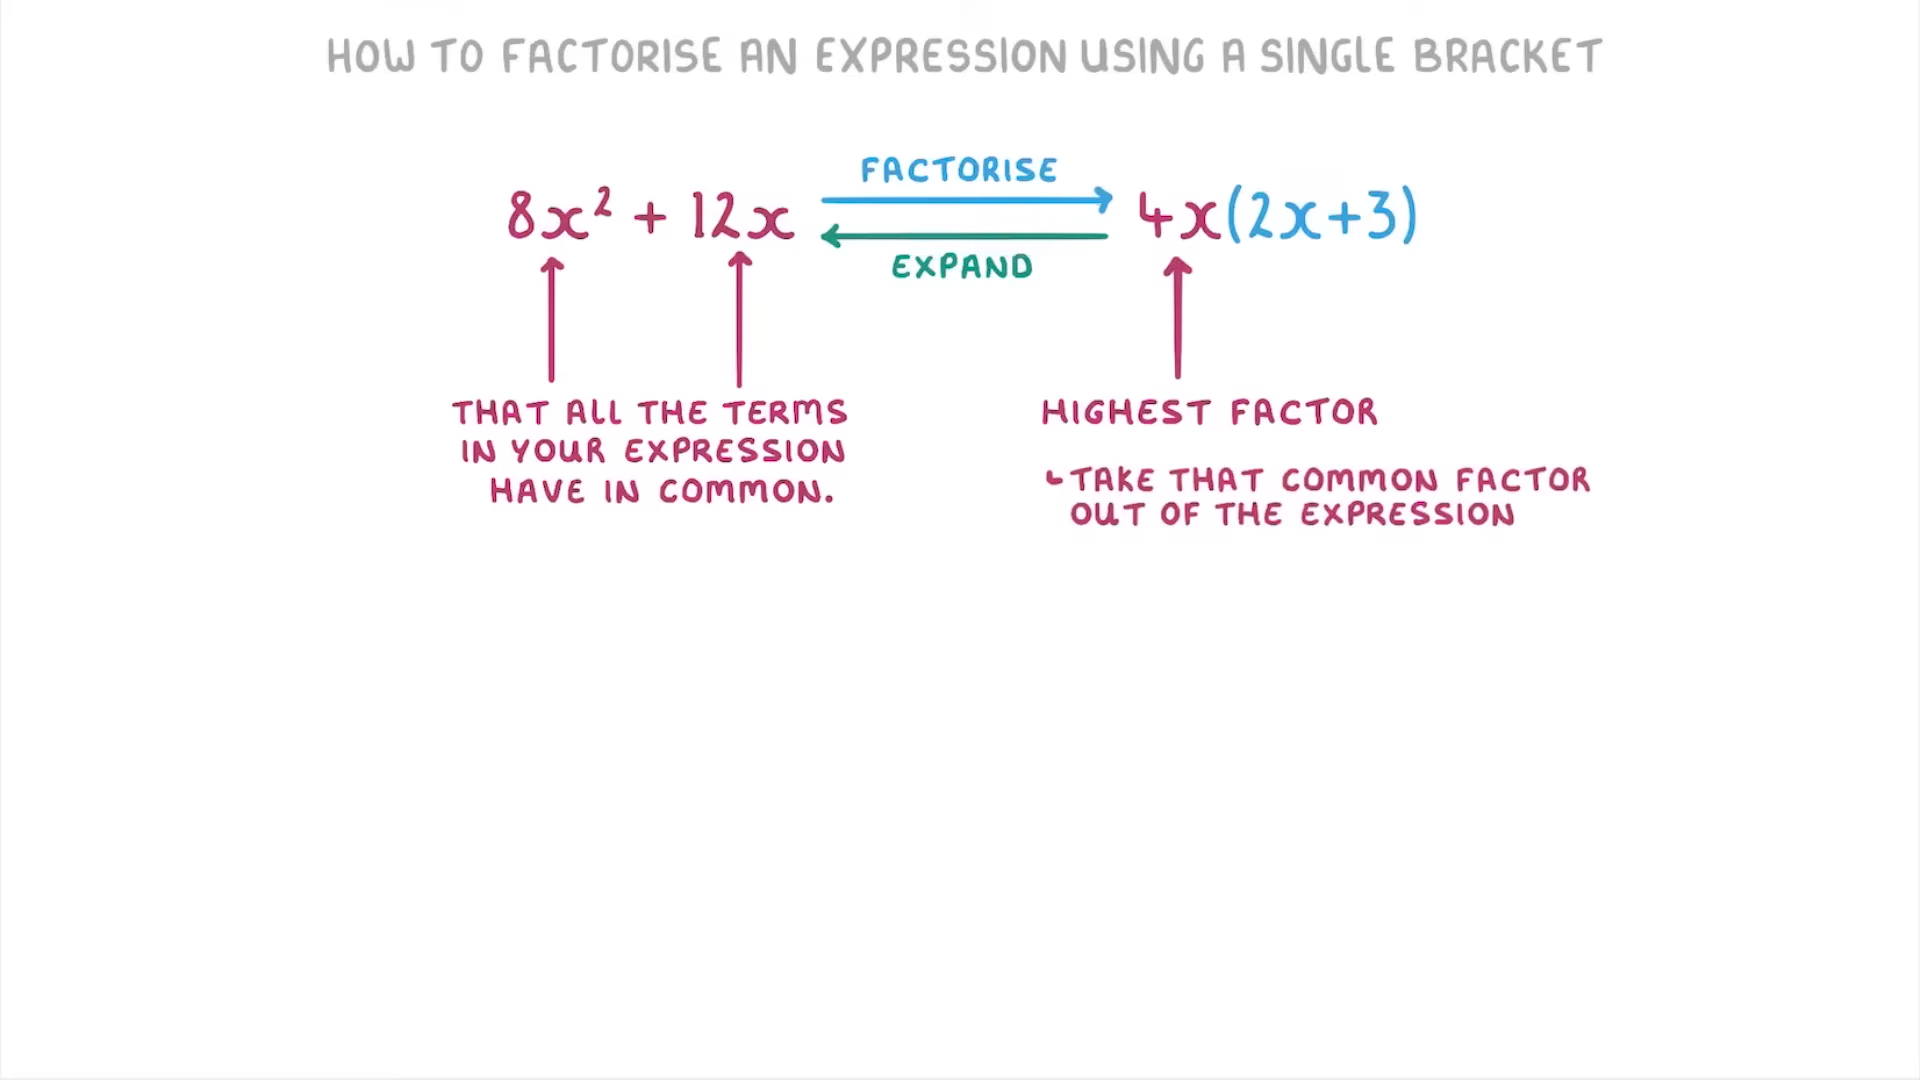 HOW TO FACTORISE AN EXPRESSION USING A SINGLE BRACKET
FACTORISE
8x² + 12x
4x(2x+3)
EXPAND
THAT ALL THE TERMS
IN YOUR EXPRESSION
HAVE IN COMMON.
HIGHEST FACTOR
TAKE THAT COMMON FACTOR
OUT OF THE EXPRESSION